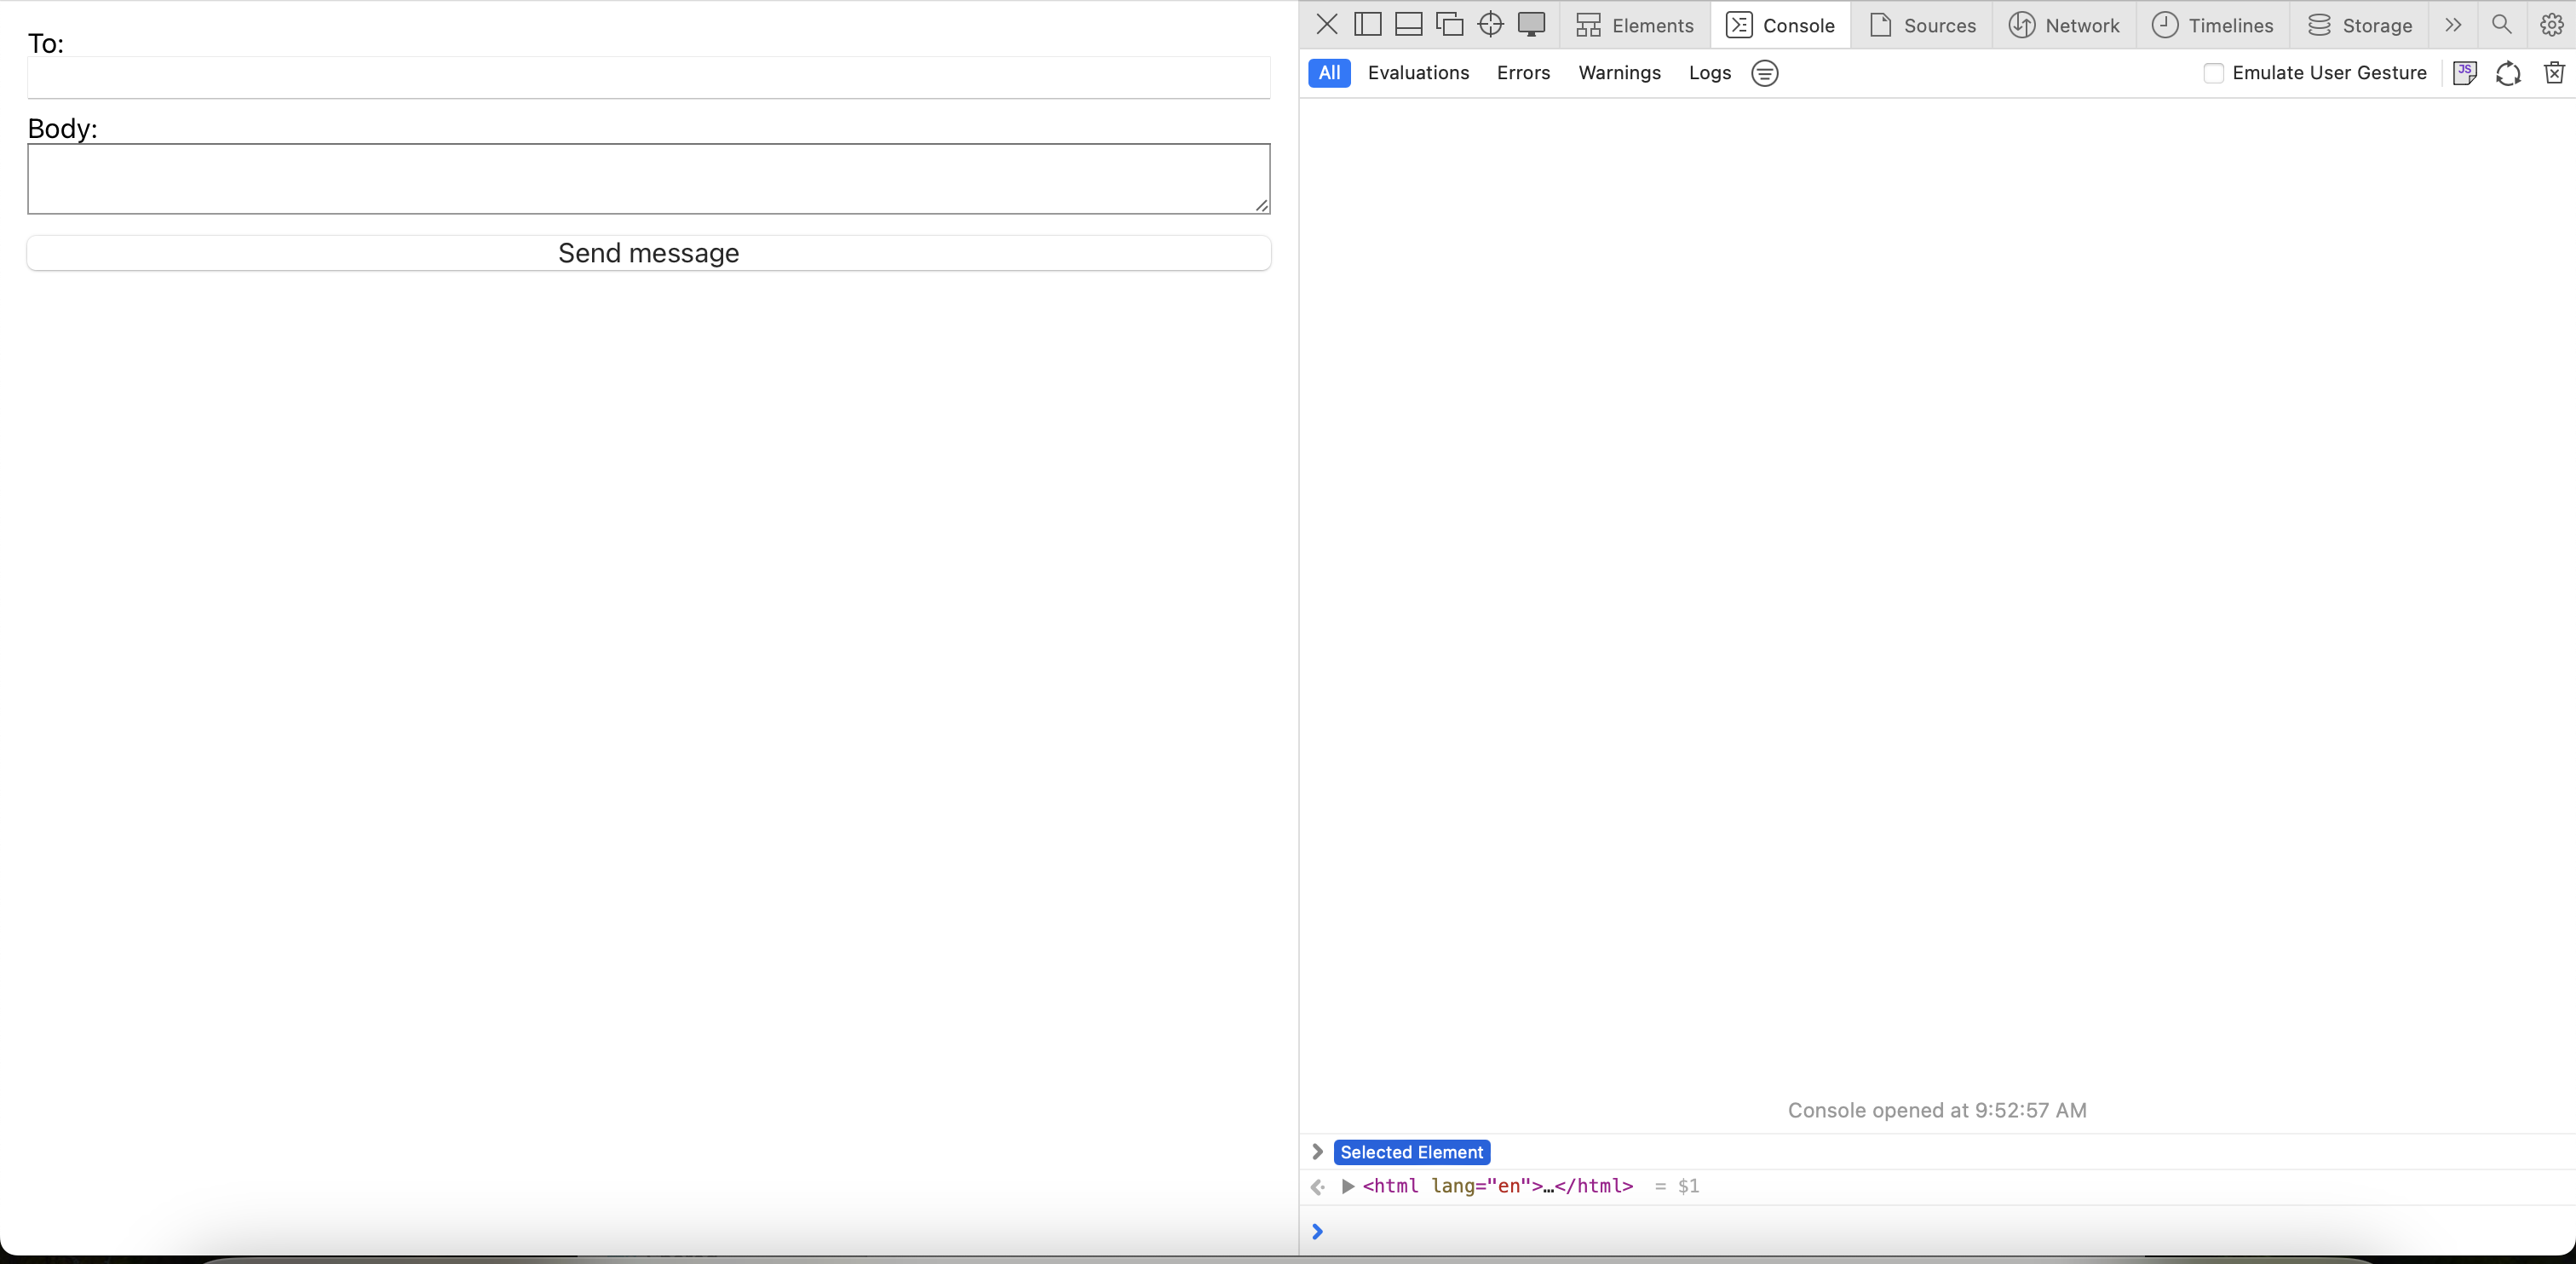 To:
Body:
Send message
Elements Console Sources Network Timelines Storage
All Evaluations Errors Warnings Logs Emulate User Gesture JS
Console opened at 9:52:57 AM
Selected Element
<html lang="en">…</html> = $1